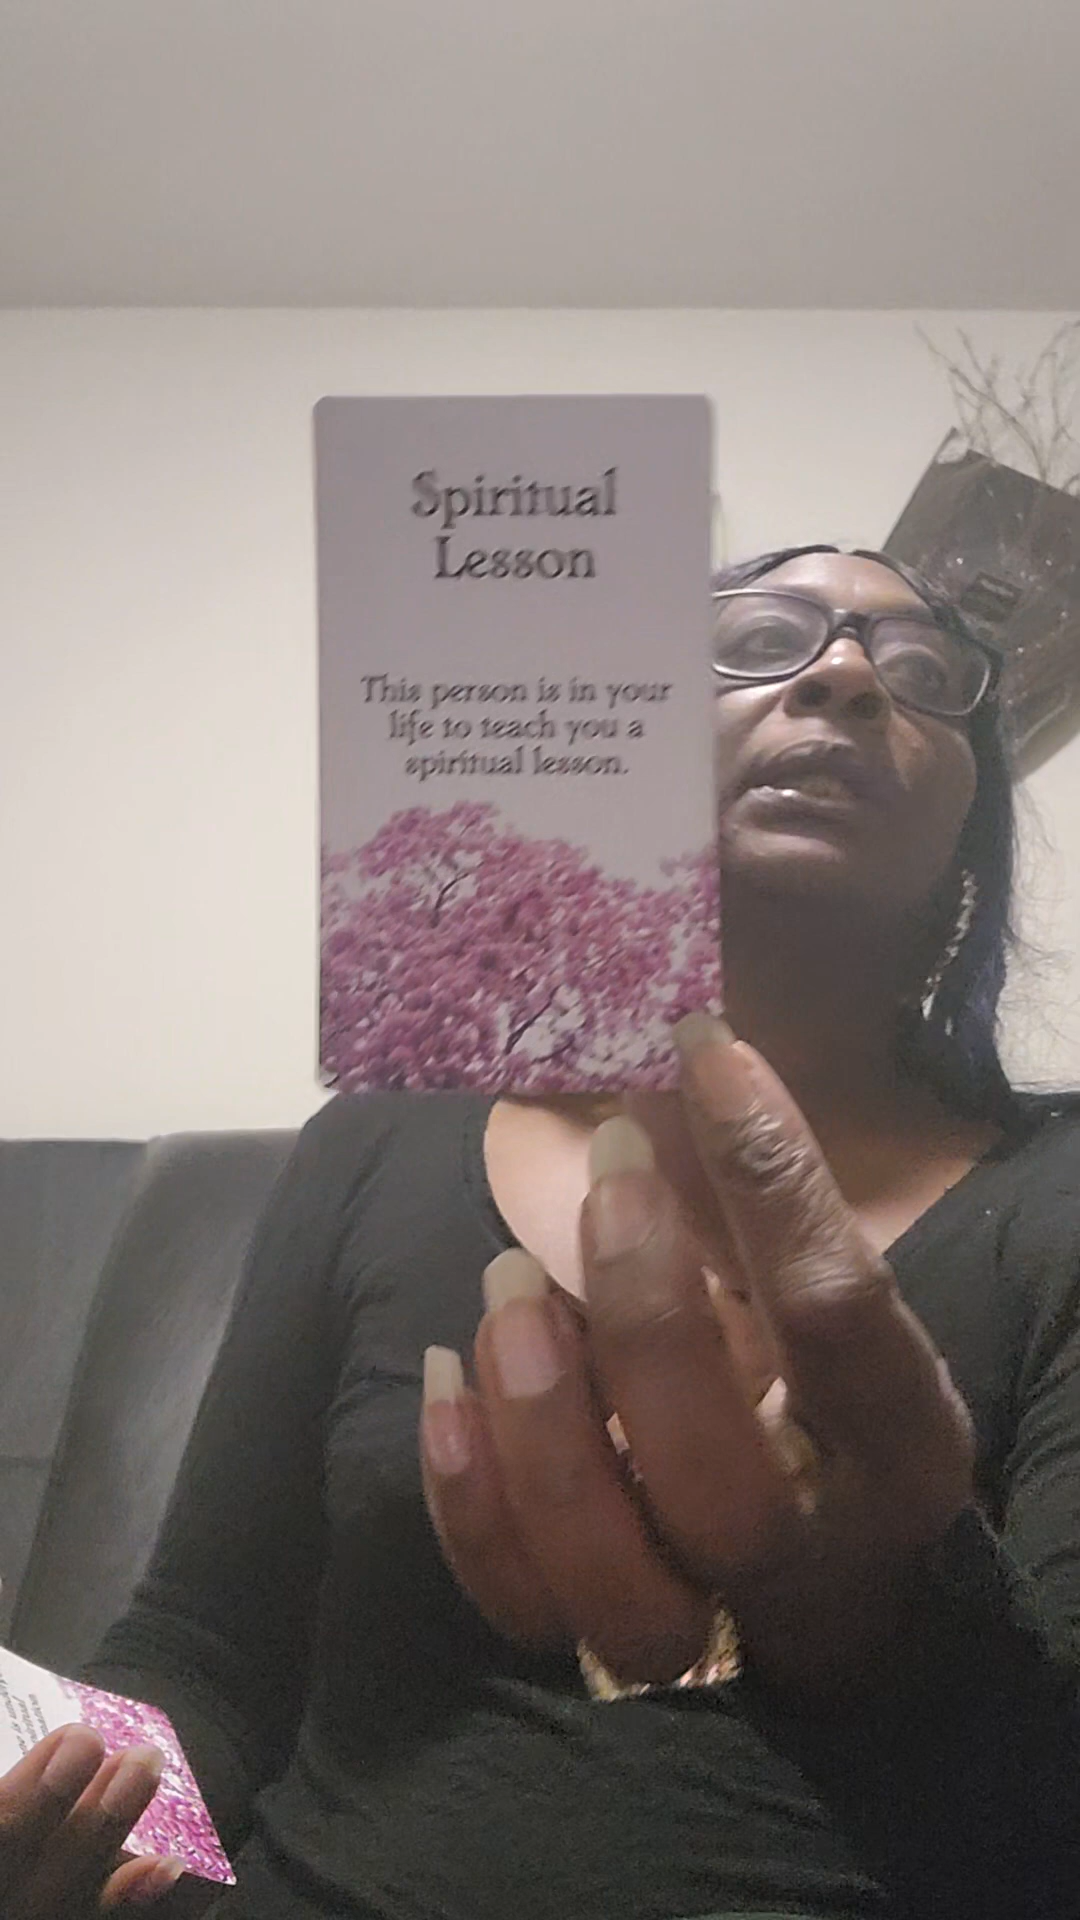 Spiritual
Lesson
This person is in your
life to teach you a
spiritual lesson.